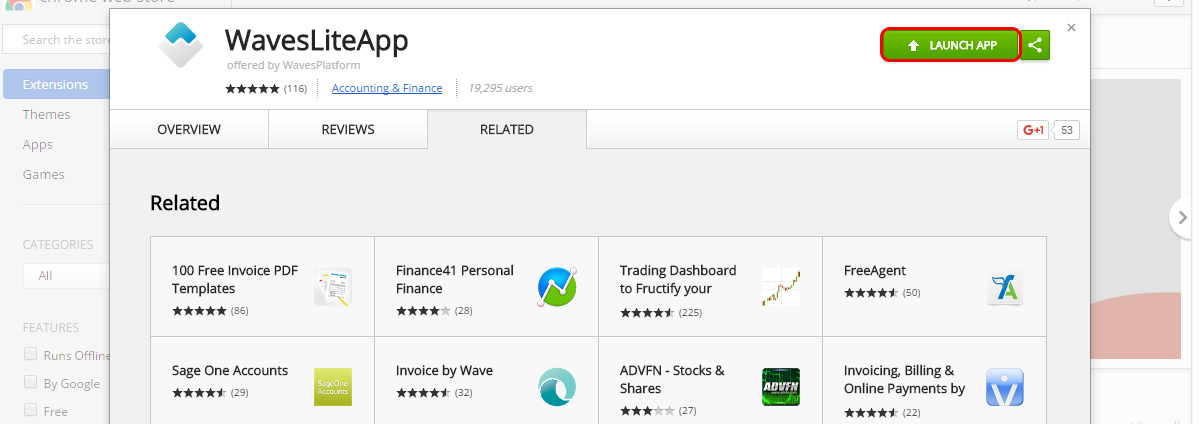 chrome web store
Search the store
Extensions
Themes
Apps
Games
CATEGORIES
All
FEATURES
Runs Offline
By Google
Free
WavesLiteApp
offered by WavesPlatform
(116)
Accounting & Finance
19,295 users
LAUNCH APP
OVERVIEW
REVIEWS
RELATED
G+1
53
Related
100 Free Invoice PDF
Templates
(86)
Finance41 Personal
Finance
(28)
Trading Dashboard
to Fructify your
(225)
FreeAgent
(50)
Sage One Accounts
(29)
SageOne
Accounts
Invoice by Wave
(32)
ADVFN - Stocks &
Shares
(27)
ADVFN
Invoicing, Billing &
Online Payments by
(22)